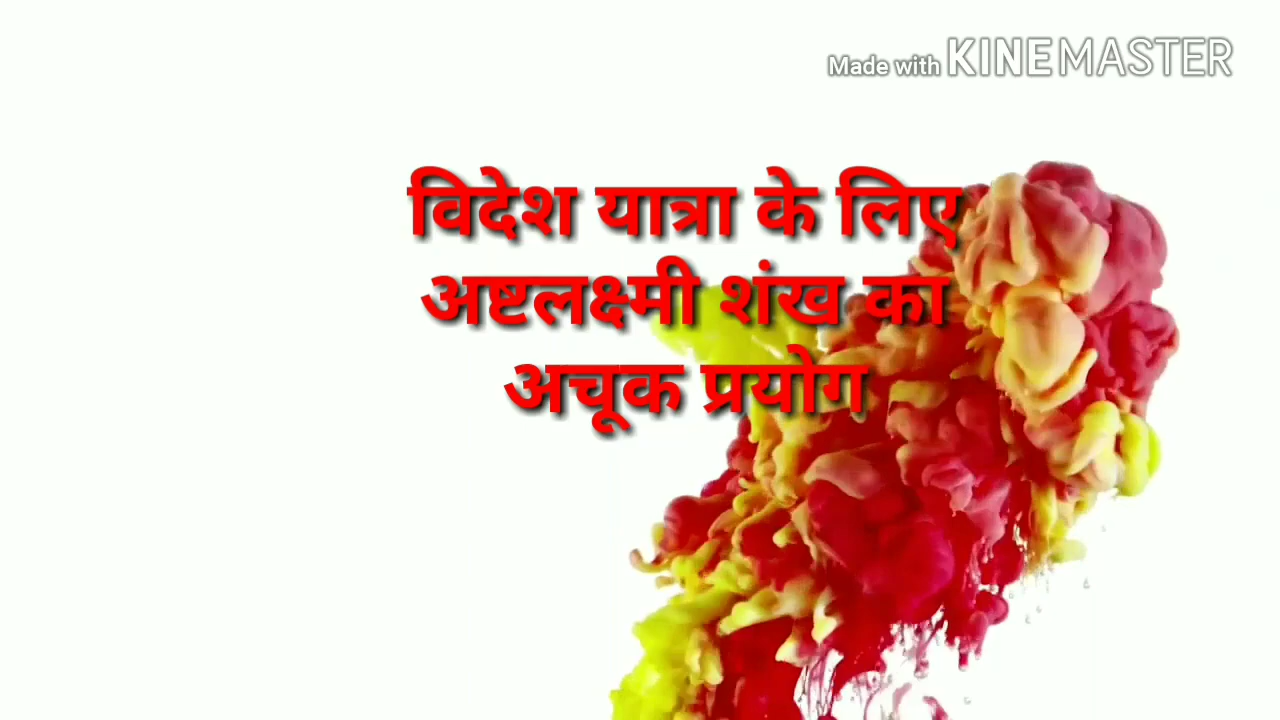 Made with KINEMASTER
विदेश यात्रा के लिए
अष्टलक्ष्मी शंख का
अचूक प्रयोग